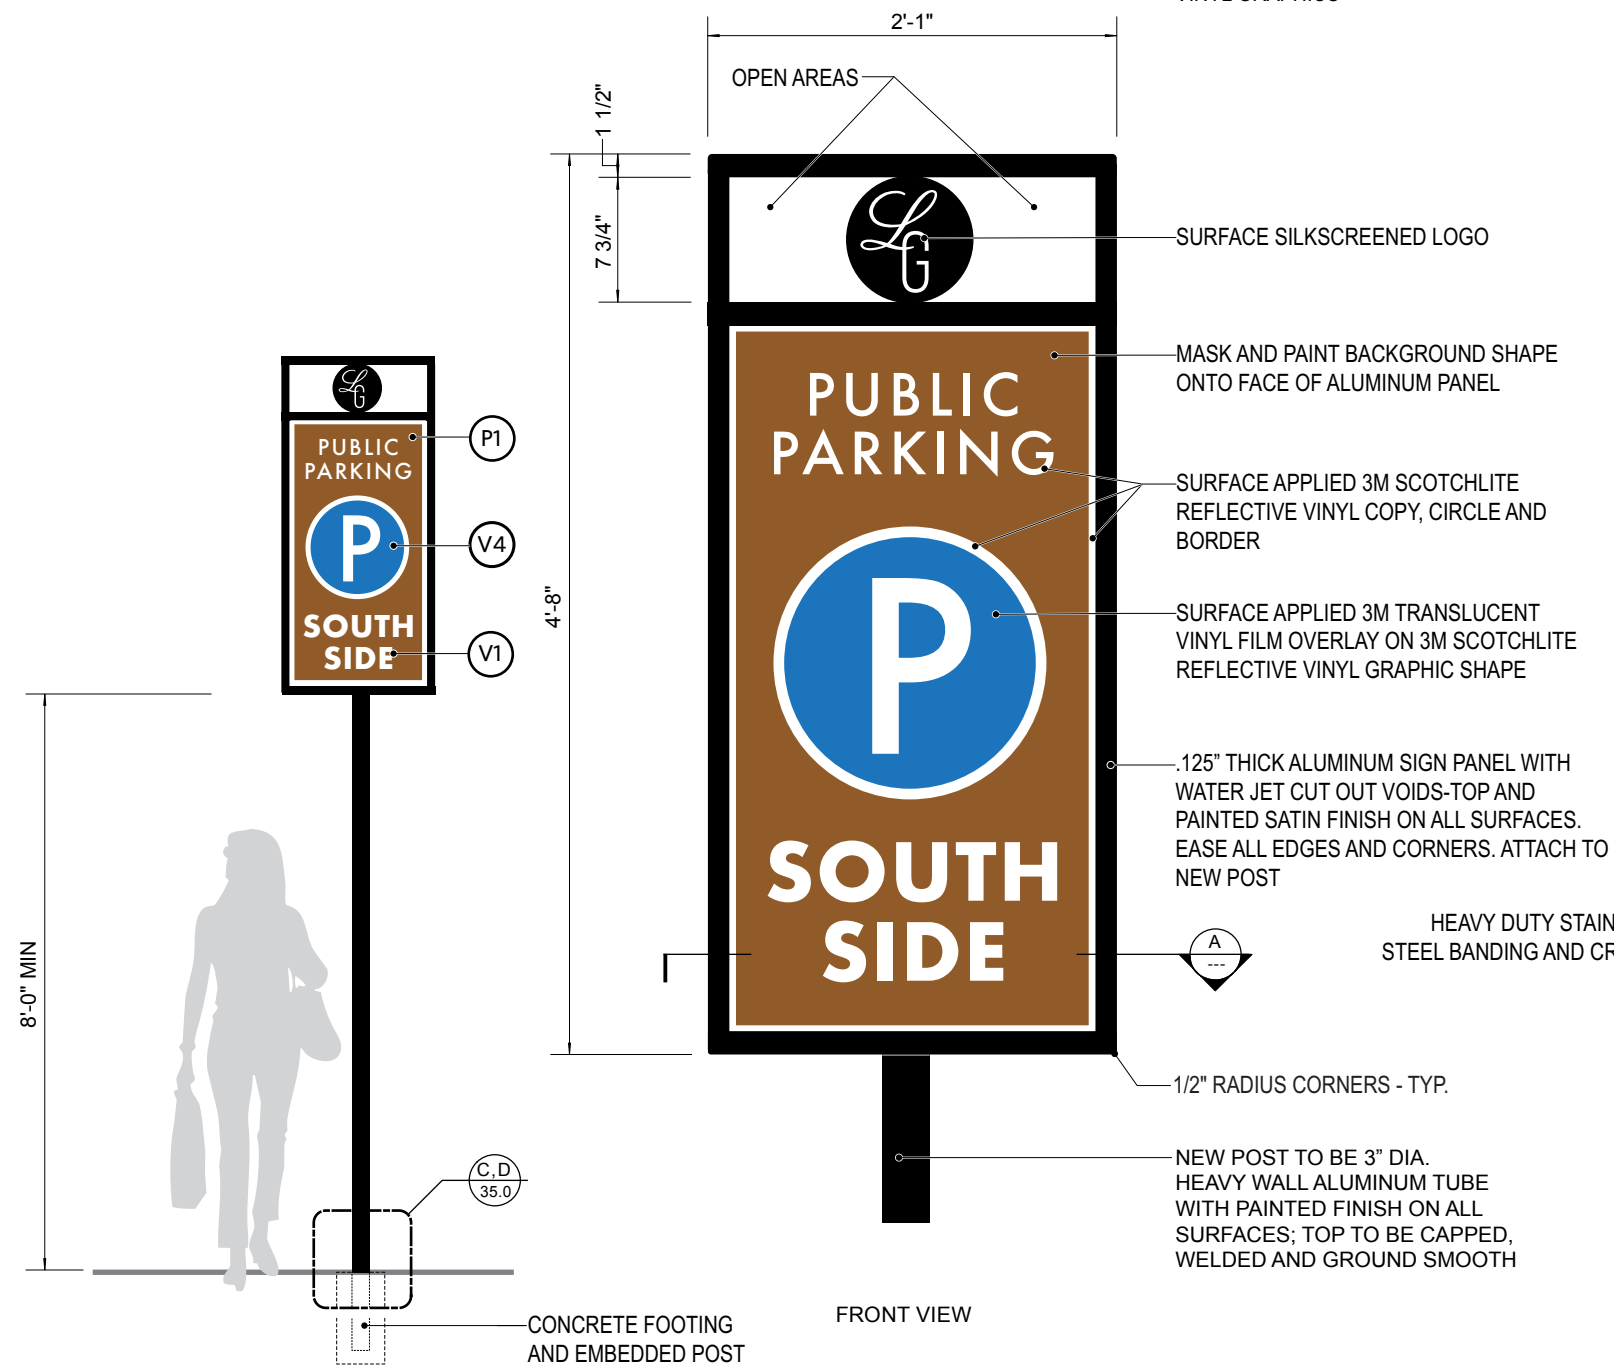 VINYL GRAPHICS
2'-1"
OPEN AREAS
1 1/2"
7 3/4"
4'-8"
LG
SURFACE SILKSCREENED LOGO
MASK AND PAINT BACKGROUND SHAPE
ONTO FACE OF ALUMINUM PANEL
PUBLIC
PARKING
SURFACE APPLIED 3M SCOTCHLITE
REFLECTIVE VINYL COPY, CIRCLE AND
BORDER
P
SURFACE APPLIED 3M TRANSLUCENT
VINYL FILM OVERLAY ON 3M SCOTCHLITE
REFLECTIVE VINYL GRAPHIC SHAPE
.125” THICK ALUMINUM SIGN PANEL WITH
WATER JET CUT OUT VOIDS-TOP AND
PAINTED SATIN FINISH ON ALL SURFACES.
EASE ALL EDGES AND CORNERS. ATTACH TO
NEW POST
SOUTH
SIDE
HEAVY DUTY STAIN
STEEL BANDING AND CR
A
---
1/2" RADIUS CORNERS - TYP.
NEW POST TO BE 3” DIA.
HEAVY WALL ALUMINUM TUBE
WITH PAINTED FINISH ON ALL
SURFACES; TOP TO BE CAPPED,
WELDED AND GROUND SMOOTH
FRONT VIEW
LG
PUBLIC
PARKING
P
SOUTH
SIDE
P1
V4
V1
8'-0" MIN
C,D
35.0
CONCRETE FOOTING
AND EMBEDDED POST